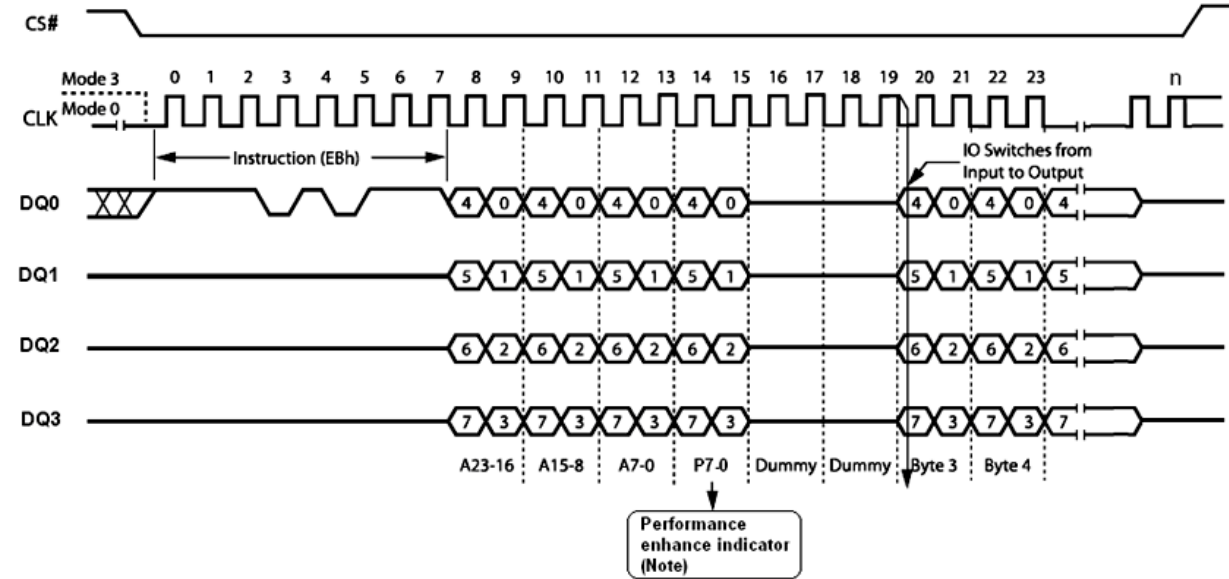 CS#
Mode 3
0 1 2 3 4 5 6 7 8 9 10 11 12 13 14 15 16 17 18 19 20 21 22 23 n
Mode 0
CLK
Instruction (EBh)
IO Switches from
Input to Output
DQ0 4 0 4 0 4 0 4 0 4 0 4 0 4
DQ1 5 1 5 1 5 1 5 1 5 1 5 1 5
DQ2 6 2 6 2 6 2 6 2 6 2 6 2 6
DQ3 7 3 7 3 7 3 7 3 7 3 7 3 7
A23-16 A15-8 A7-0 P7-0 Dummy Dummy Byte 3 Byte 4
Performance
enhance indicator
(Note)